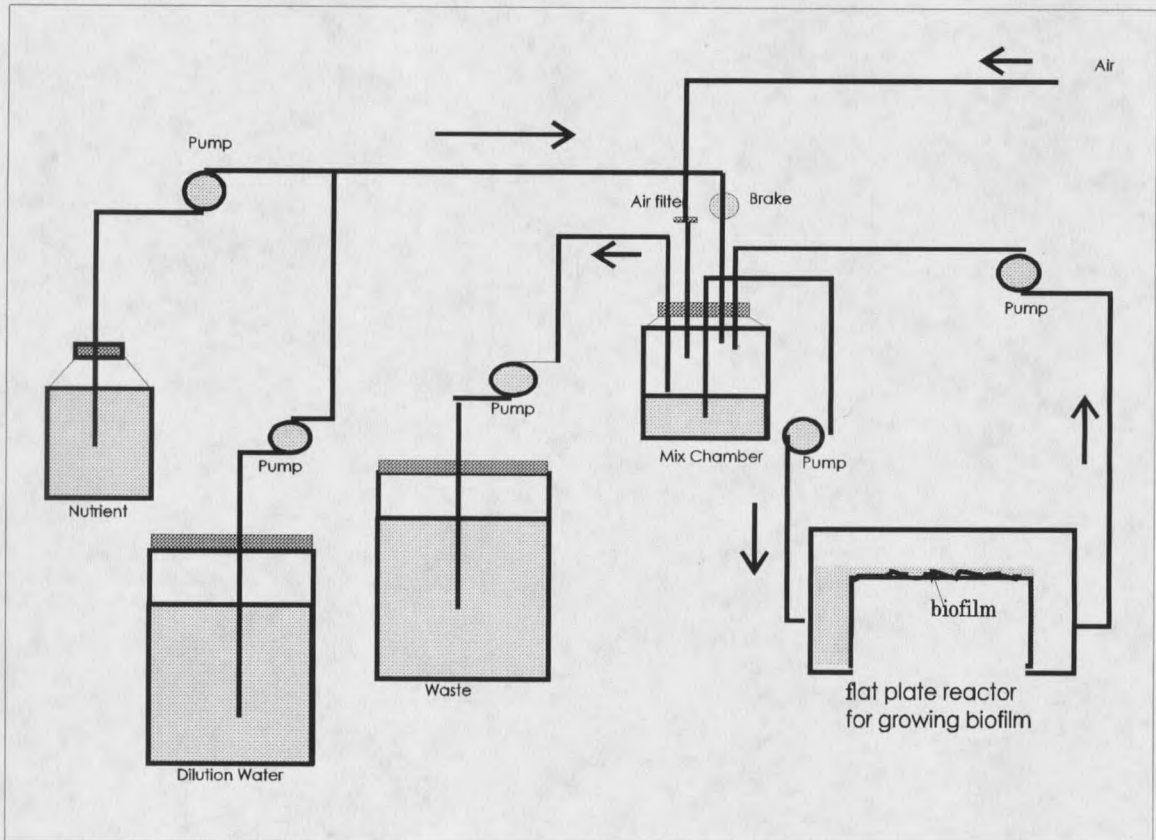 Air
Pump
Air filte
Brake
Pump
Pump
Pump
Mix Chamber
Pump
Nutrient
biofilm
Waste
flat plate reactor
for growing biofilm
Dilution Water